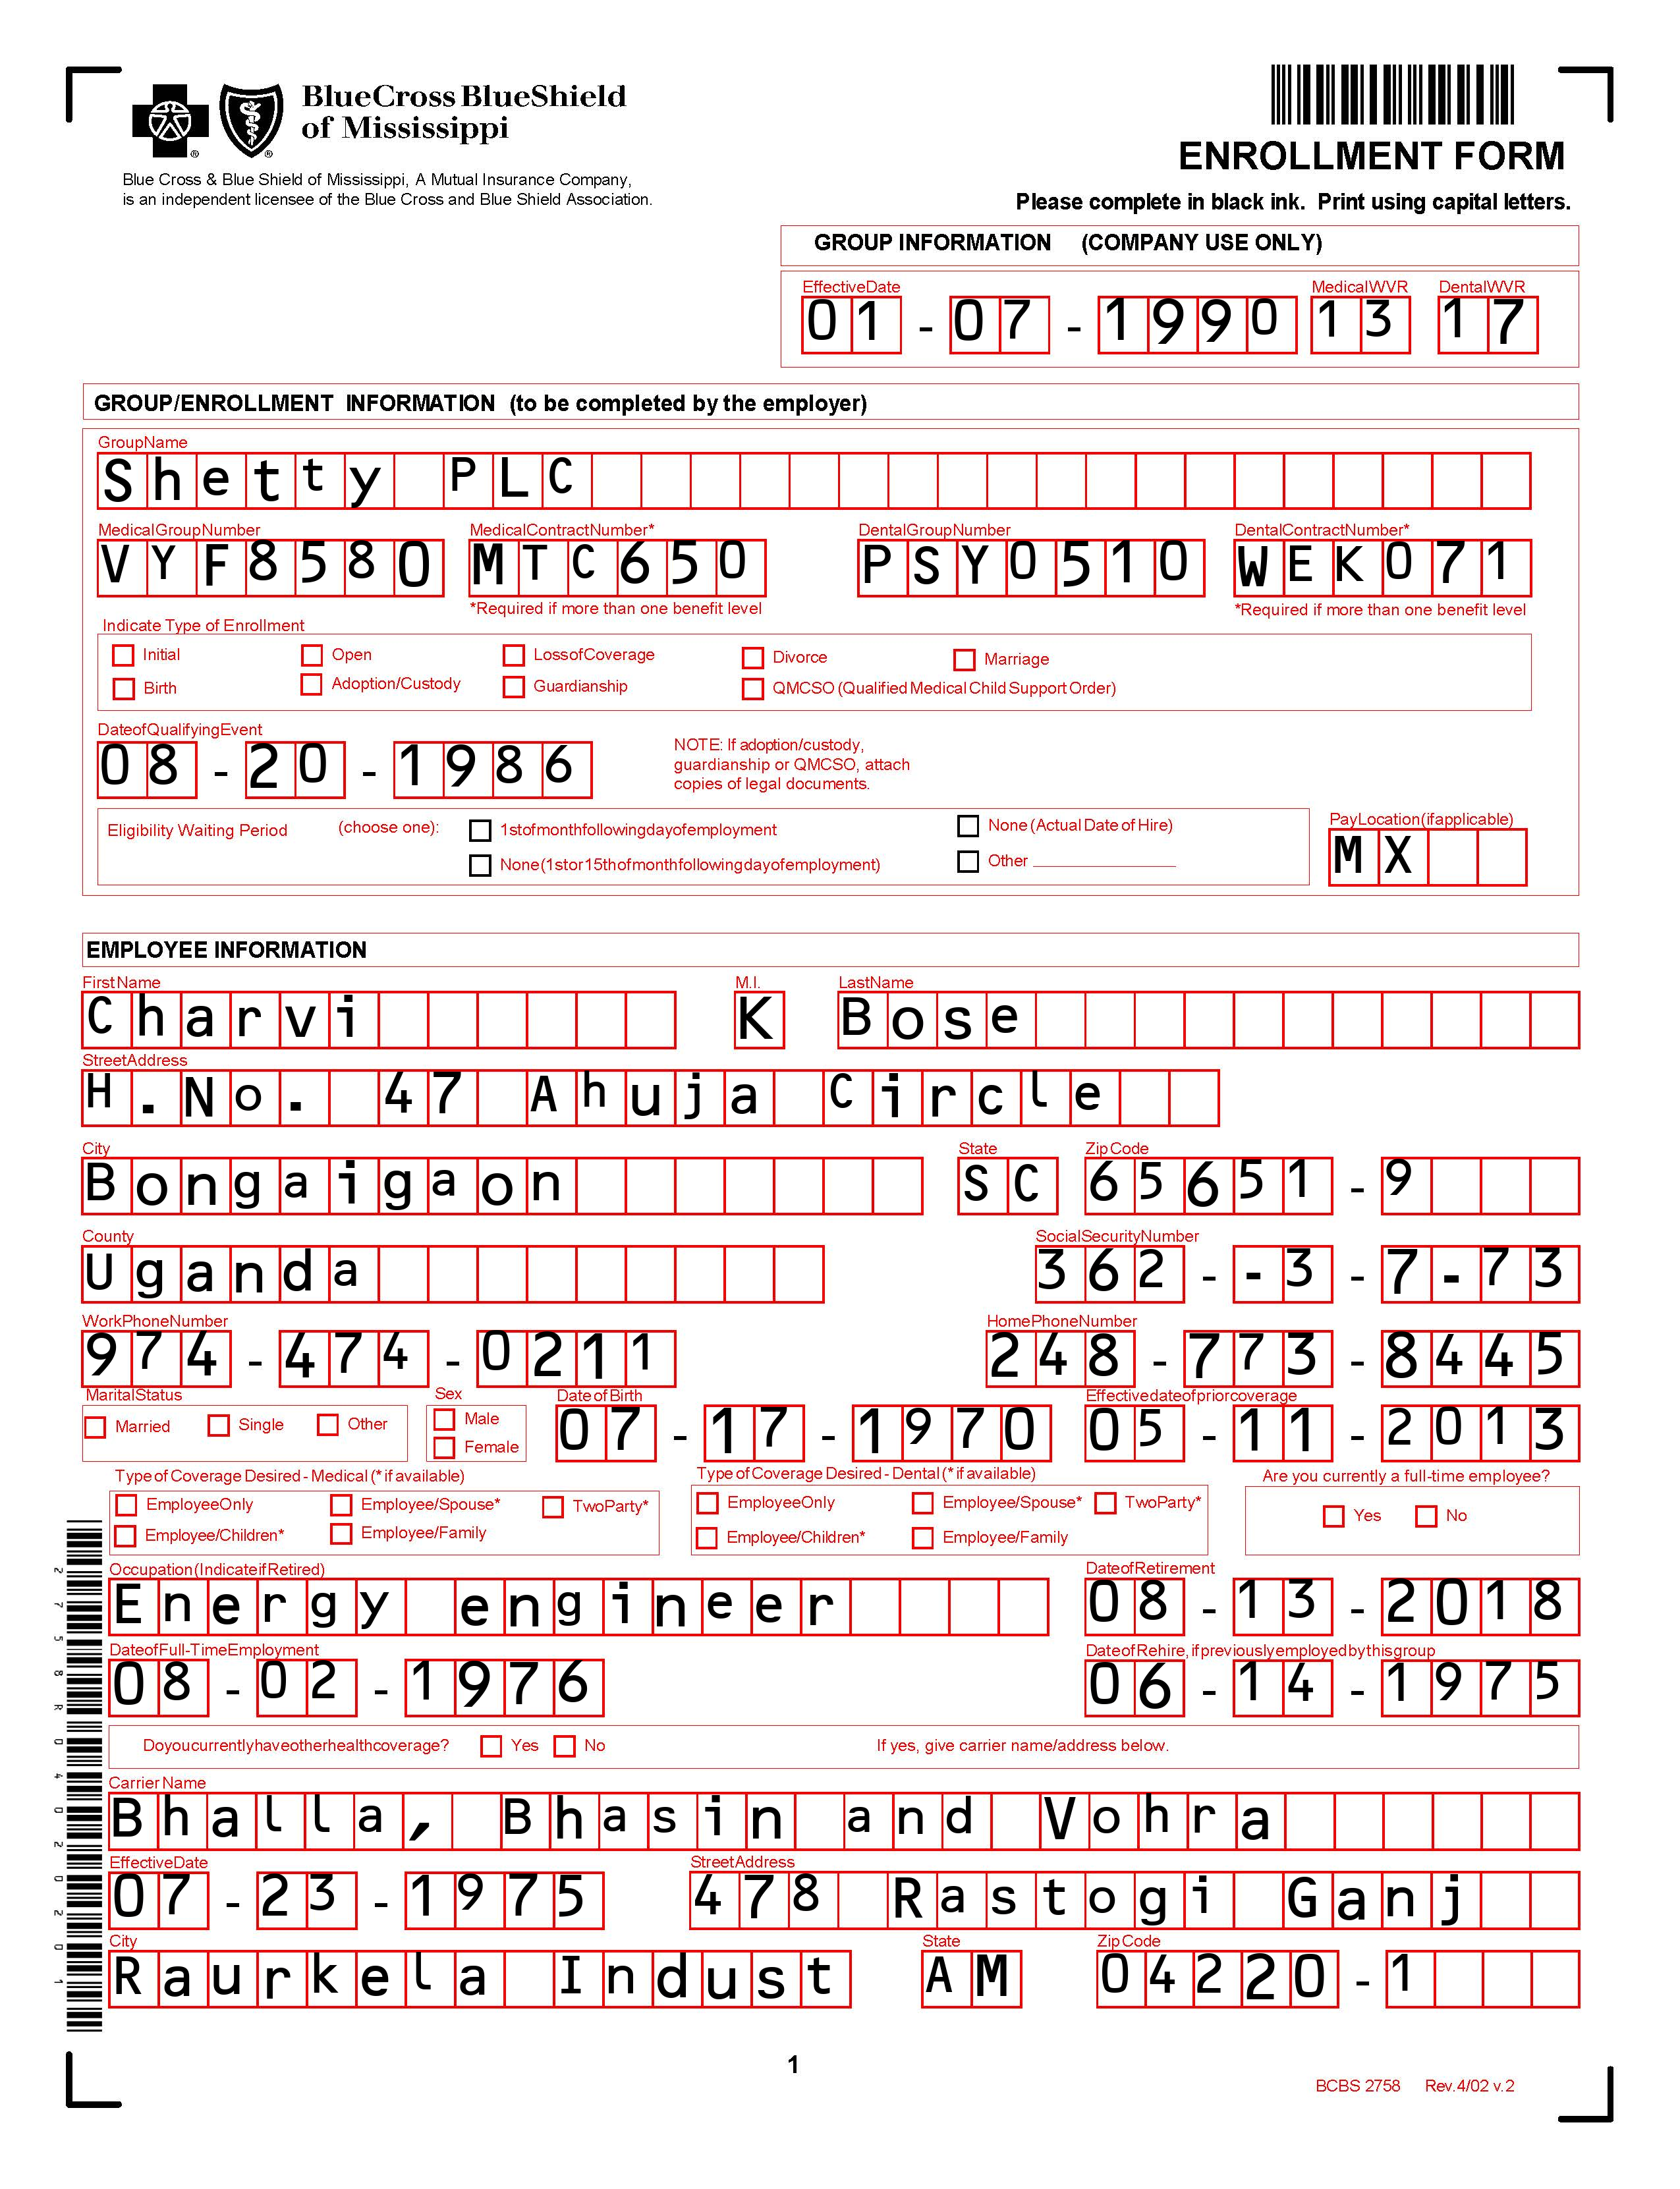 BlueCross BlueShield
of Mississippi
Blue Cross & Blue Shield of Mississippi, A Mutual Insurance Company,
is an independent licensee of the Blue Cross and Blue Shield Association.
ENROLLMENT FORM
Please complete in black ink. Print using capital letters.
GROUP INFORMATION (COMPANY USE ONLY)
EffectiveDate MedicalWVR DentalWVR
01 - 07 - 1990 13 17
GROUP/ENROLLMENT INFORMATION (to be completed by the employer)
GroupName
Shetty PLC
MedicalGroupNumber MedicalContractNumber* DentalGroupNumber DentalContractNumber*
VYF8580 MTC650 PSY0510 WEK071
*Required if more than one benefit level *Required if more than one benefit level
Indicate Type of Enrollment
Initial Open LossofCoverage Divorce Marriage
Birth Adoption/Custody Guardianship QMCSO (Qualified Medical Child Support Order)
DateofQualifyingEvent
08 - 20 - 1986
NOTE: If adoption/custody,
guardianship or QMCSO, attach
copies of legal documents.
Eligibility Waiting Period (choose one): 1stofmonthfollowingdayofemployment None (Actual Date of Hire) PayLocation(ifapplicable)
None(1stor15thofmonthfollowingdayofemployment) Other MX
EMPLOYEE INFORMATION
FirstName M.I. LastName
Charvi K Bose
StreetAddress
H.No. 47 Ahuja Circle
City State Zip Code
Bongaigaon SC 65651 - 9
County SocialSecurityNumber
Uganda 362 - -3 - 7-73
WorkPhoneNumber HomePhoneNumber
974 - 474 - 0211 248 - 773 - 8445
MaritalStatus Sex Date of Birth Effectivedateofpriorcoverage
Married Single Other Male Female 07 - 17 - 1970 05 - 11 - 2013
Type of Coverage Desired - Medical (* if available) Type of Coverage Desired - Dental (* if available) Are you currently a full-time employee?
EmployeeOnly Employee/Spouse* TwoParty* EmployeeOnly Employee/Spouse* TwoParty* Yes No
Employee/Children* Employee/Family Employee/Children* Employee/Family
Occupation (IndicateifRetired) DateofRetirement
Energy engineer 08 - 13 - 2018
DateofFull-TimeEmployment DateofRehire, ifpreviouslyemployedbythisgroup
08 - 02 - 1976 06 - 14 - 1975
Doyoucurrentlyhaveotherhealthcoverage? Yes No If yes, give carrier name/address below.
Carrier Name
Bhalla, Bhasin and Vohra
EffectiveDate StreetAddress
07 - 23 - 1975 478 Rastogi Ganj
City State Zip Code
Raurkela Indust AM 04220 - 1
2758R04020201
1
BCBS 2758 Rev.4/02 v.2